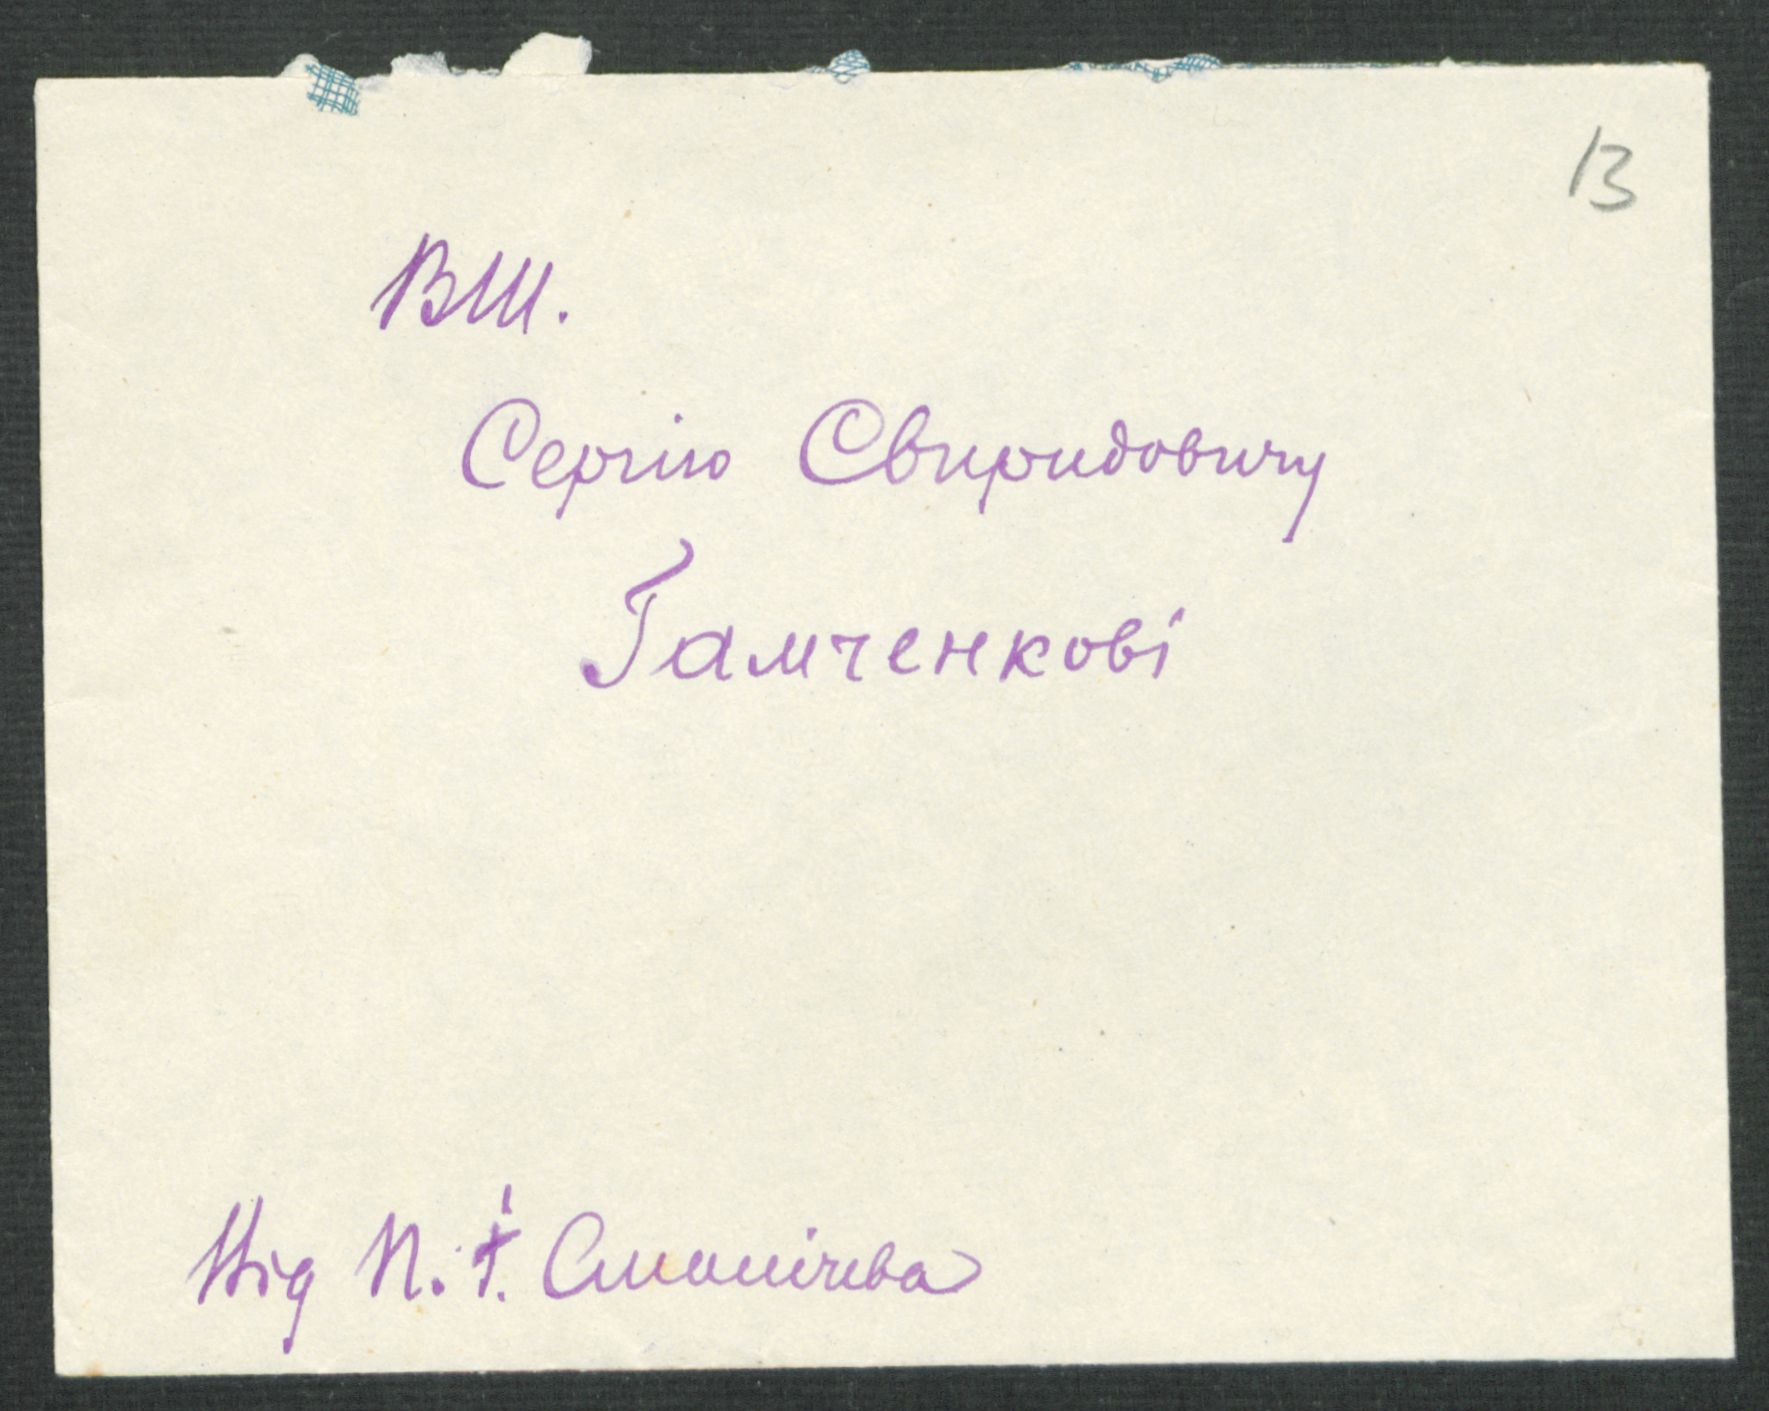 13
ВШ.
Сергію Свиридовичу
Гамченкові
Від П. І. Смолічева